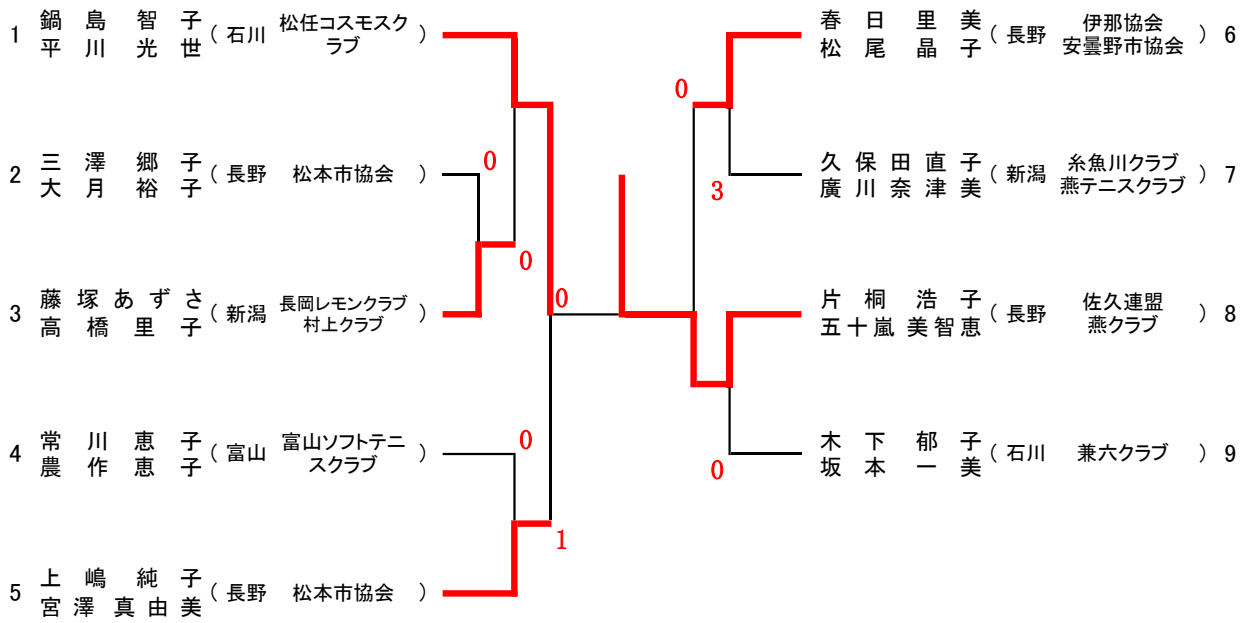 1 鍋島智子 平川光世 ( 石川 松任コスモスク ラブ )
0
2 三澤郷子 大月裕子 ( 長野 松本市協会 )
0
3 藤塚あずさ 高橋里子 ( 新潟 長岡レモンクラブ 村上クラブ )
0
4 常川恵子 農作恵子 ( 富山 富山ソフトテニ スクラブ )
0
1
5 上嶋純子 宮澤真由美 ( 長野 松本市協会 )
春日里美 松尾晶子 ( 長野 伊那協会 安曇野市協会 ) 6
0
久保田直子 廣川奈津美 ( 新潟 糸魚川クラブ 燕テニスクラブ ) 7
3
片桐浩子 五十嵐美智恵 ( 長野 佐久連盟 燕クラブ ) 8
木下郁子 坂本一美 ( 石川 兼六クラブ ) 9
0